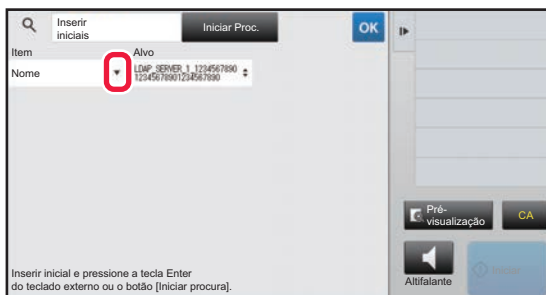 Inserir
iniciais
Iniciar Proc.
OK
Item
Alvo
Nome
LDAP_SERVER_1_1234567890
12345678901234567890
Pré-
visualização
CA
Altifalante
Inserir inicial e pressione a tecla Enter
do teclado externo ou o botão [Iniciar procura].